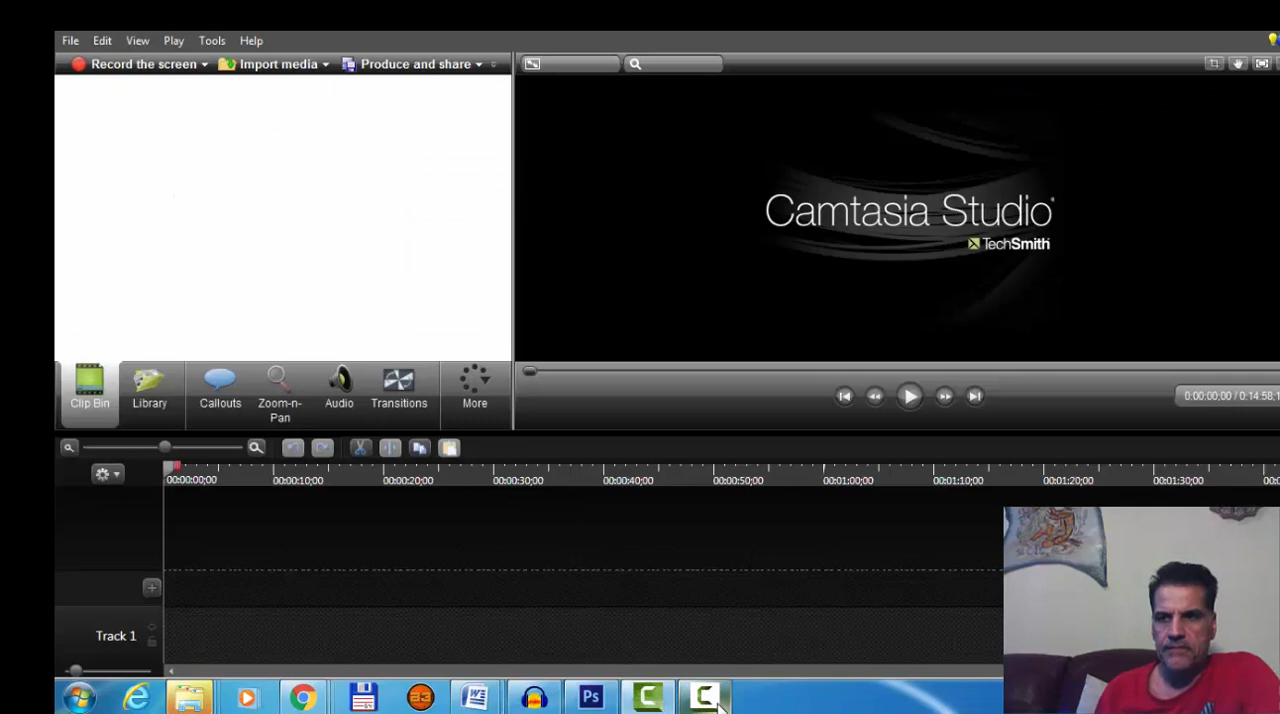 File Edit View Play Tools Help
Record the screen Import media Produce and share
Camtasia Studio
TechSmith
Clip Bin Library Callouts Zoom-n-Pan Audio Transitions More
0:00:00;00 / 0:14:58;1
00:00:00;00 00:00:10;00 00:00:20;00 00:00:30;00 00:00:40;00 00:00:50;00 00:01:00;00 00:01:10;00 00:01:20;00 00:01:30;00 00:0
Track 1
Ps